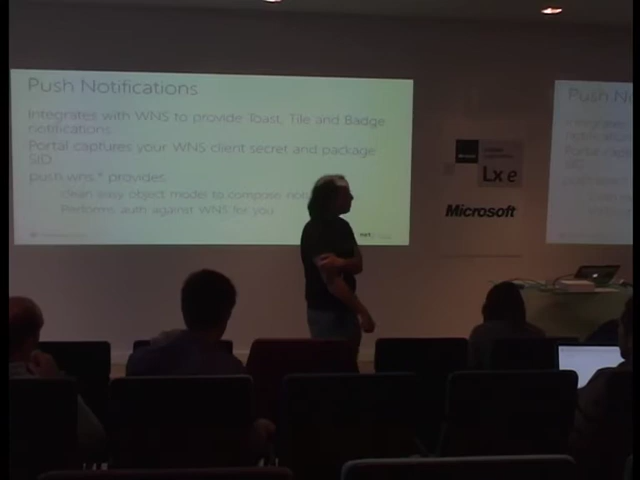 Push Notifications
Integrates with WNS to provide Toast, Tile and Badge
notifications
Portal captures your WNS client secret and package
SID
push.wns.* provides
clean easy object model to compose
Performs auth against WNS for you
Push
Lx e
Microsoft